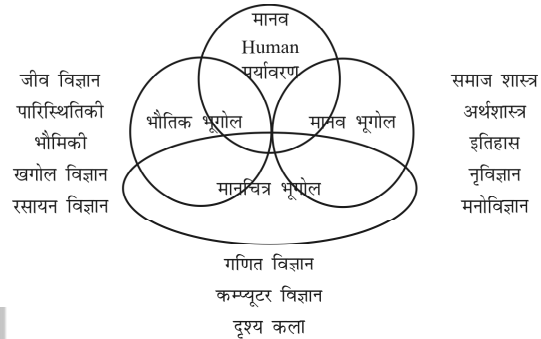 मानव
Human
पर्यावरण
भौतिक भूगोल
मानव भूगोल
मानचित्र भूगोल
जीव विज्ञान
पारिस्थितिकी
भौमिकी
खगोल विज्ञान
रसायन विज्ञान
समाज शास्त्र
अर्थशास्त्र
इतिहास
नृविज्ञान
मनोविज्ञान
गणित विज्ञान
कम्प्यूटर विज्ञान
दृश्य कला